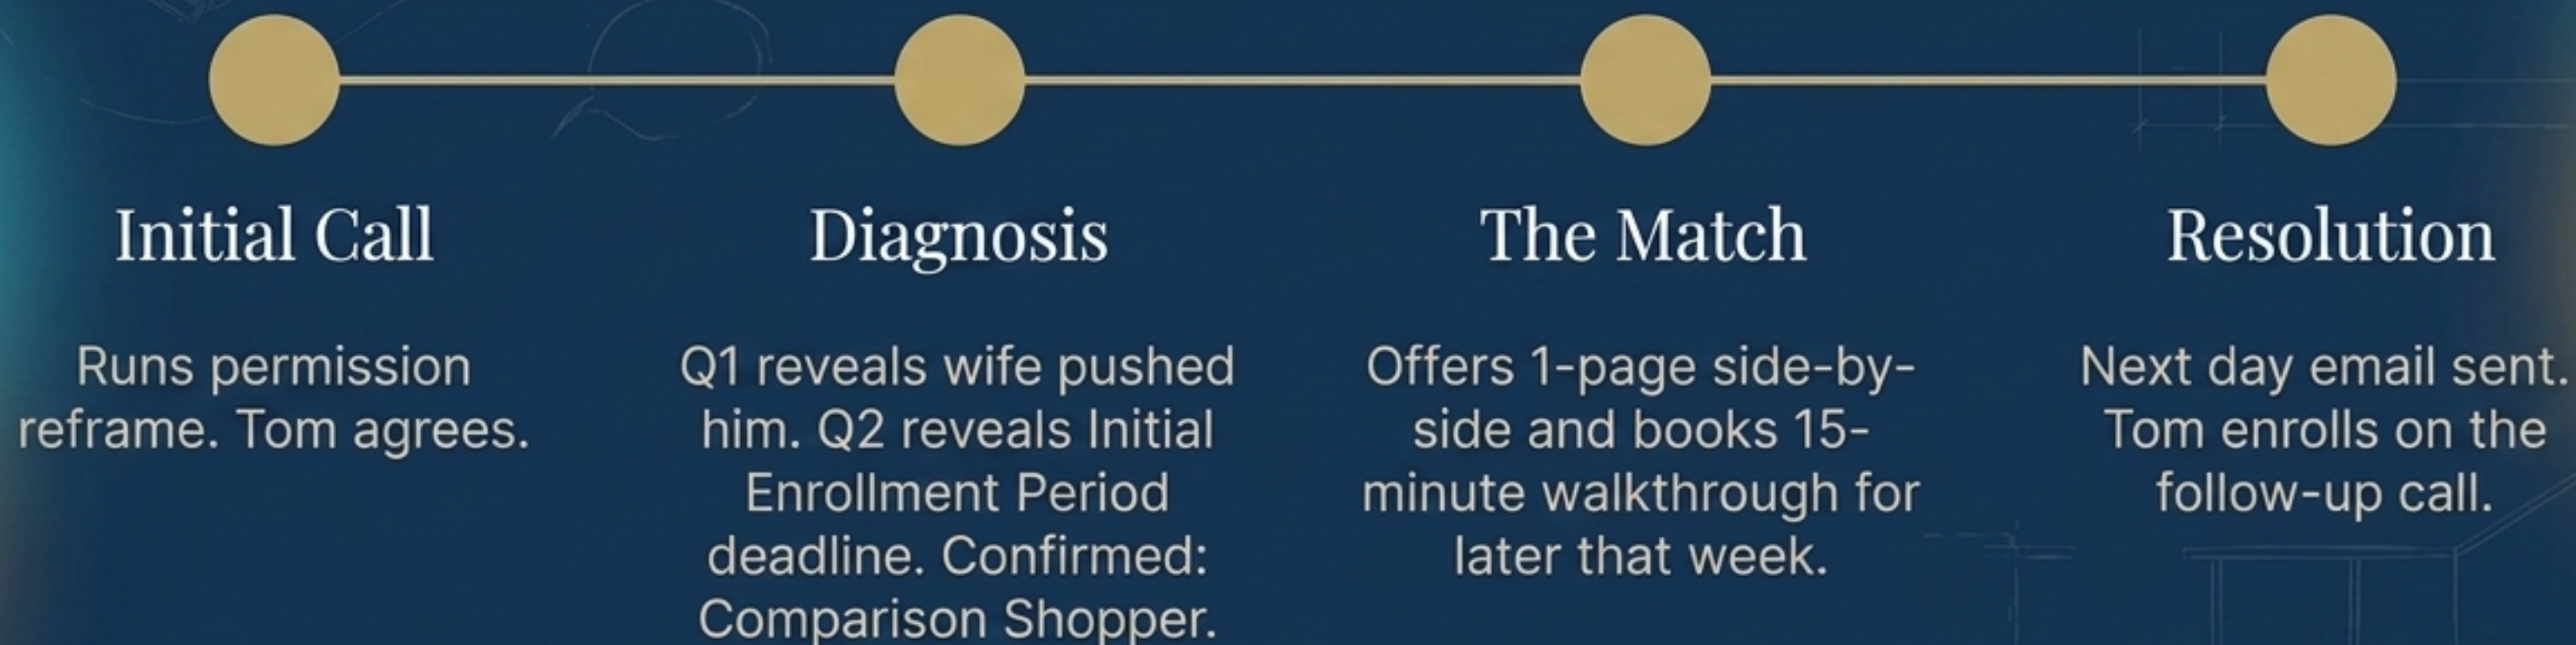 Initial Call
Runs permission
reframe. Tom agrees.
Diagnosis
Q1 reveals wife pushed
him. Q2 reveals Initial
Enrollment Period
deadline. Confirmed:
Comparison Shopper.
The Match
Offers 1-page side-by-
side and books 15-
minute walkthrough for
later that week.
Resolution
Next day email sent.
Tom enrolls on the
follow-up call.